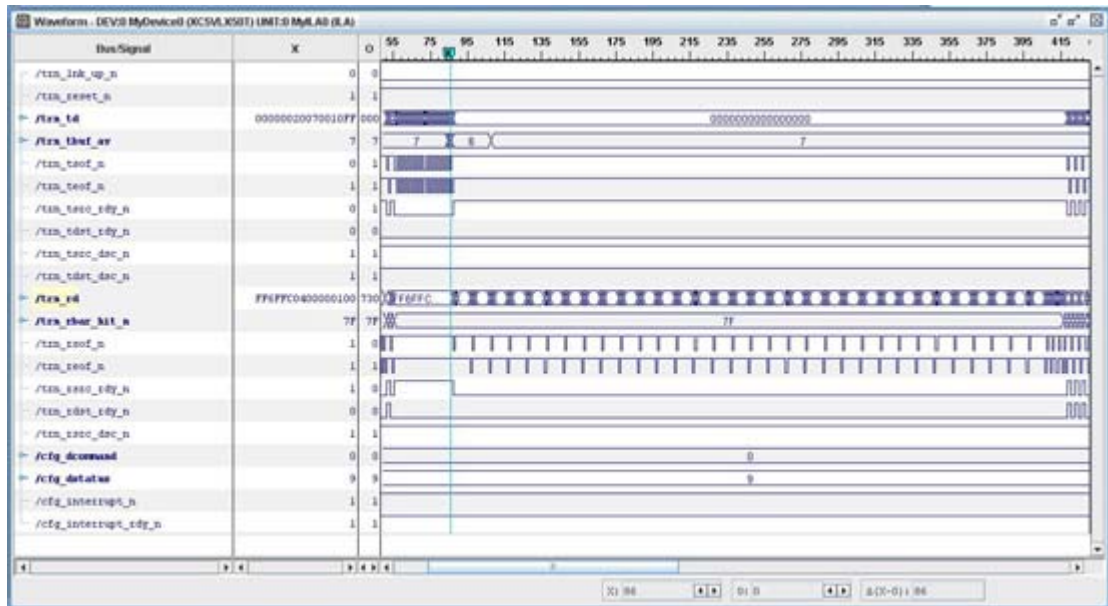 Waveform - DEV:0 MyDevice0 (XC5VLX50T) UNIT:0 MyILA0 (ILA)
Bus/Signal X O 55 75 95 115 135 155 175 195 215 235 255 275 295 315 335 355 375 395 415
/trn_lnk_up_n 0 0
/trn_reset_n 1 1
/trn_td 00000020070010FF 000 0000000000000000
/trn_tbuf_av 7 7 7 6 7
/trn_tsof_n 0 1
/trn_teof_n 1 1
/trn_tsrc_rdy_n 0 1
/trn_tdst_rdy_n 0 0
/trn_tsrc_dsc_n 1 1
/trn_tdst_dsc_n 1 1
/trn_rd FF6FFC0400000100 730 FF6FFC
/trn_rbar_hit_n 7F 7F 7F
/trn_rsof_n 1 0
/trn_reof_n 1 1
/trn_rsrc_rdy_n 1 0
/trn_rdst_rdy_n 0 0
/trn_rsrc_dsc_n 1 1
/cfg_dcommand 0 0 0
/cfg_dstatus 9 9 9
/cfg_interrupt_n 1 1
/cfg_interrupt_rdy_n 1 1
X: 86 O: 0 Δ(X-O): 86